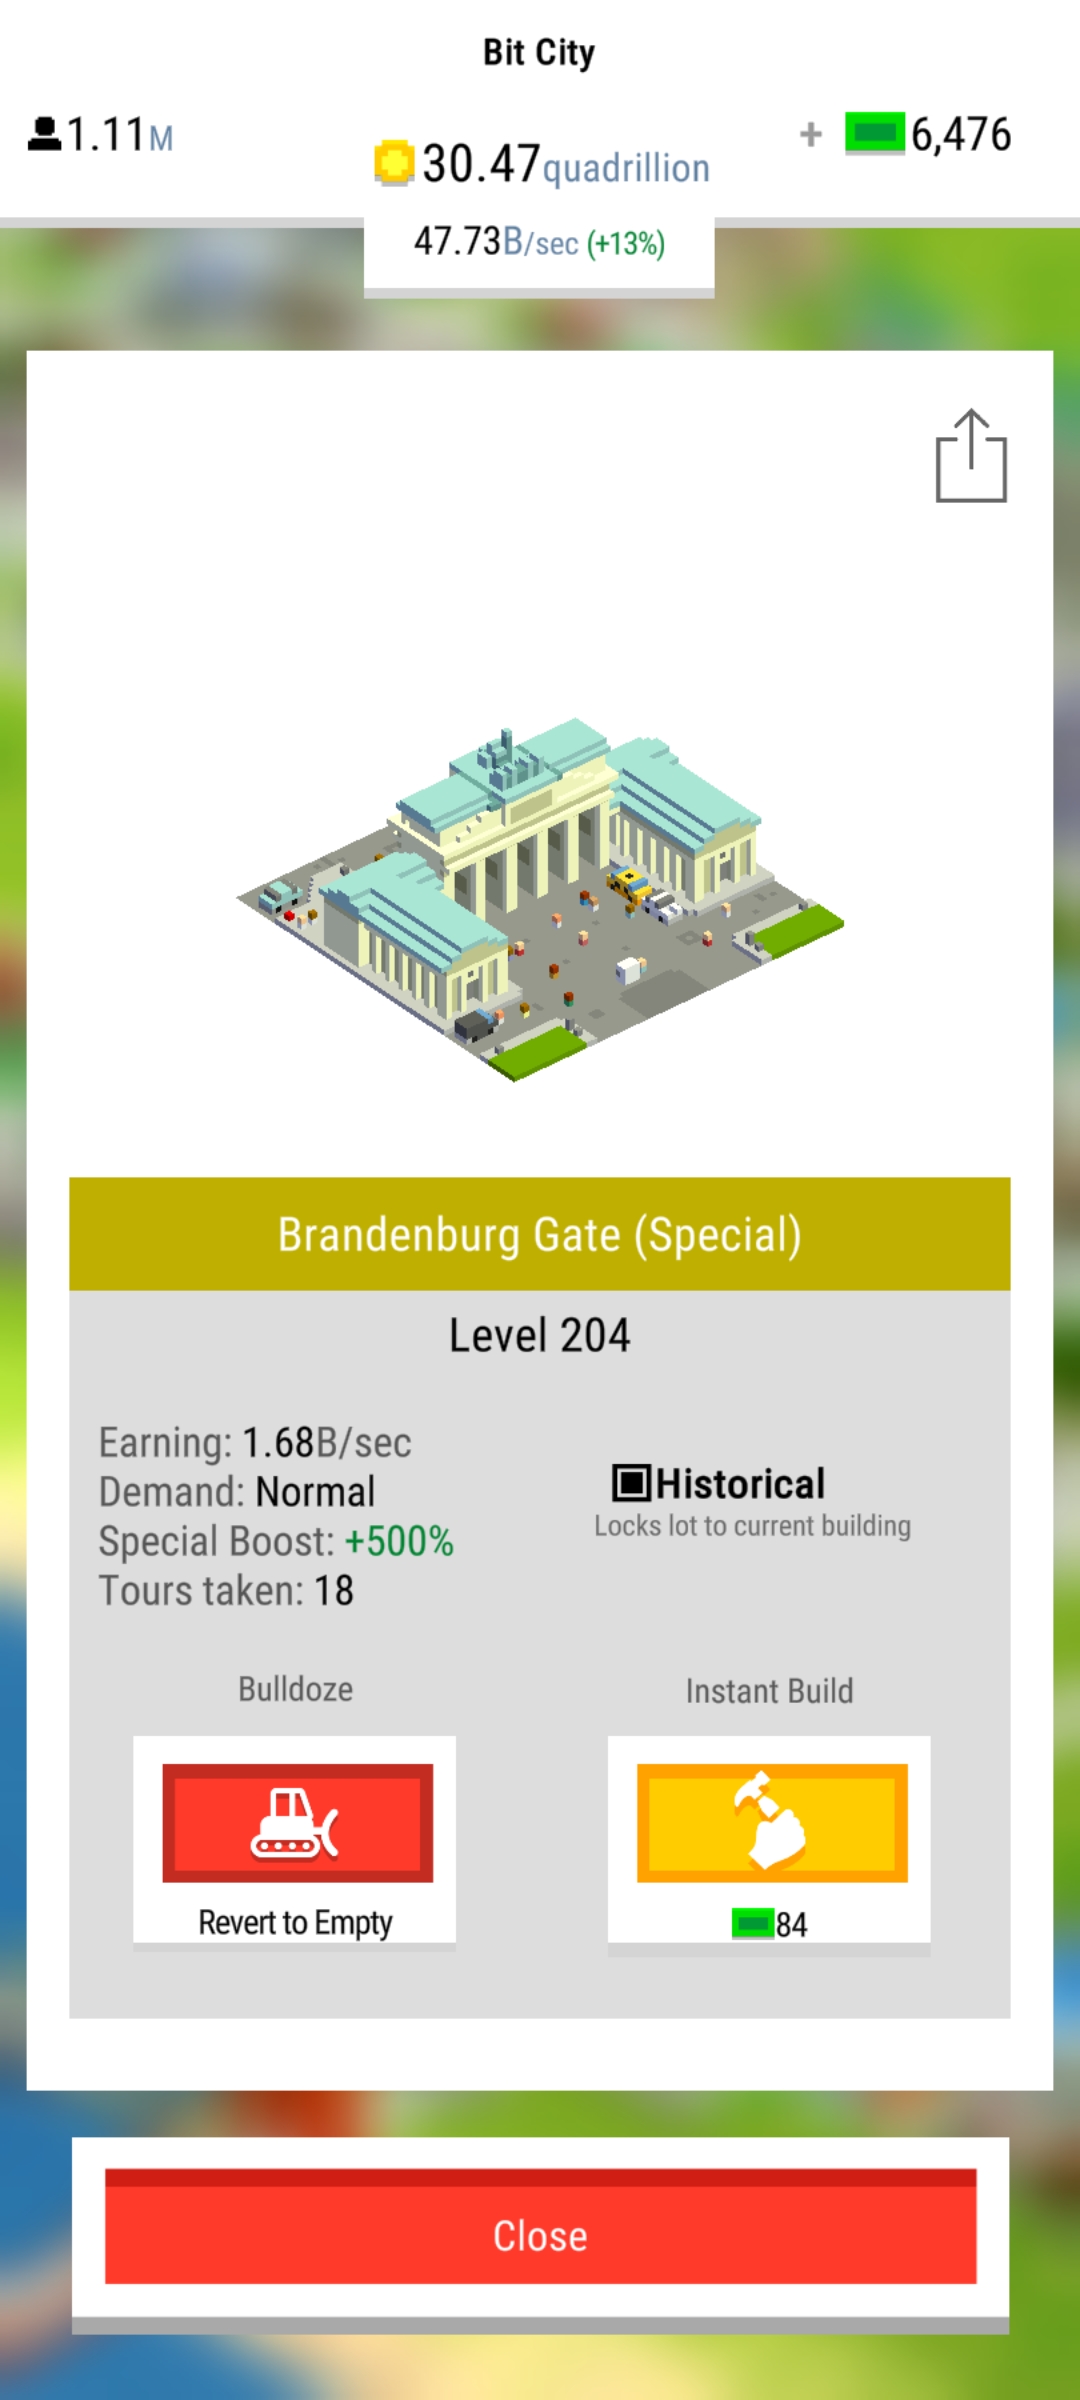 Bit City
1.11M
30.47quadrillion
+ 6,476
47.73B/sec (+13%)
Brandenburg Gate (Special)
Level 204
Earning: 1.68B/sec
Demand: Normal
Special Boost: +500%
Tours taken: 18
Historical
Locks lot to current building
Bulldoze
Revert to Empty
Instant Build
84
Close